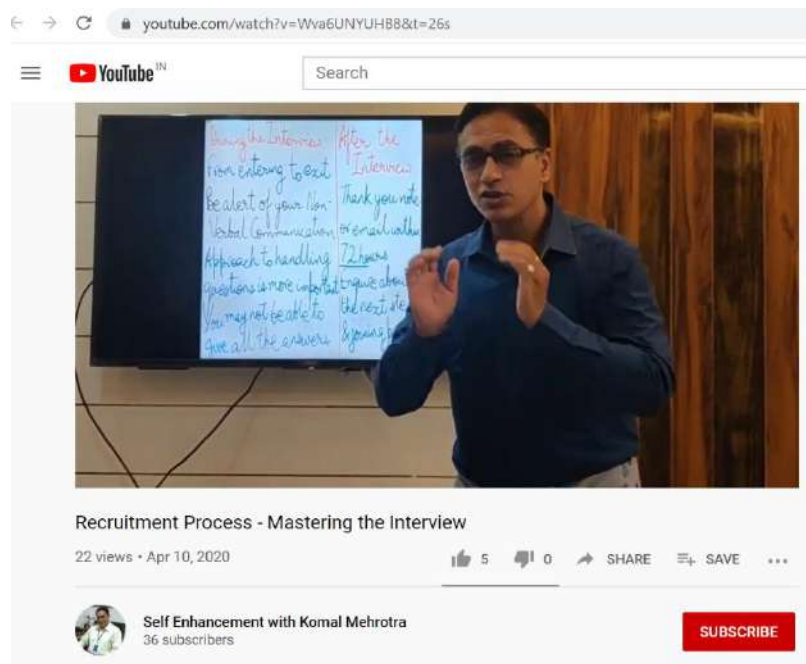 youtube.com/watch?v=Wva6UNYUHB8&t=26s
YouTube IN
Search
During the Interview
From entering to exit
Be alert of your Non-
Verbal Communication
Approach to handling
questions is more important
You may not be able to
give all the answers
After the
Interview
Thank you note
or email within
72 hours
Enquire about
the next ste
& joining
Recruitment Process - Mastering the Interview
22 views • Apr 10, 2020
5
0
SHARE
SAVE
Self Enhancement with Komal Mehrotra
36 subscribers
SUBSCRIBE